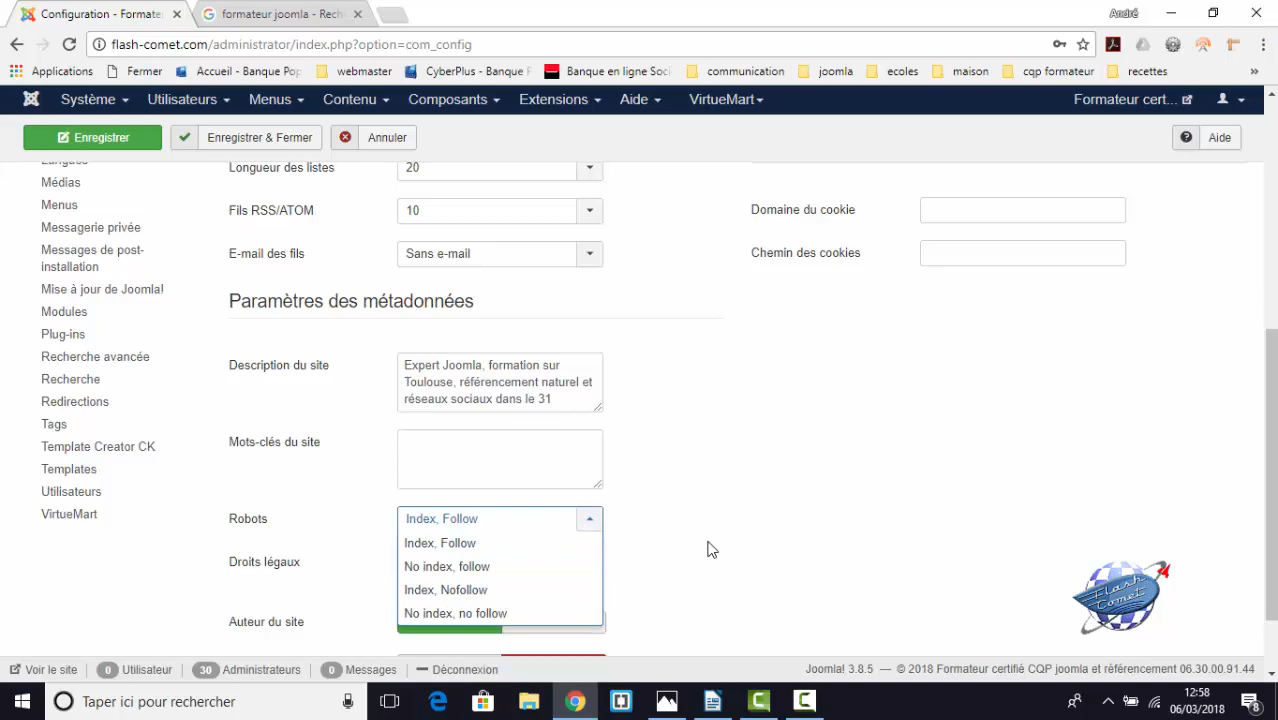 Configuration - Formate
formateur joomla - Rech
André
flash-comet.com/administrator/index.php?option=com_config
Applications
Fermer
Accueil - Banque Pop
webmaster
CyberPlus - Banque P
Banque en ligne Soci
communication
joomla
ecoles
maison
cqp formateur
recettes
»
Système
Utilisateurs
Menus
Contenu
Composants
Extensions
Aide
VirtueMart
Formateur cert...
Enregistrer
Enregistrer & Fermer
Annuler
Aide
Langues
Médias
Menus
Messagerie privée
Messages de post-
installation
Mise à jour de Joomla!
Modules
Plug-ins
Recherche avancée
Recherche
Redirections
Tags
Template Creator CK
Templates
Utilisateurs
VirtueMart
Longueur des listes
20
Fils RSS/ATOM
10
E-mail des fils
Sans e-mail
Domaine du cookie
Chemin des cookies
Paramètres des métadonnées
Description du site
Expert Joomla, formation sur
Toulouse, référencement naturel et
réseaux sociaux dans le 31
Mots-clés du site
Robots
Index, Follow
Index, Follow
No index, follow
Index, Nofollow
No index, no follow
Droits légaux
Auteur du site
Flash
Comet
Voir le site
0 Utilisateur
30 Administrateurs
0 Messages
Déconnexion
Joomla! 3.8.5 — © 2018 Formateur certifié CQP joomla et référencement 06.30.00.91.44
Taper ici pour rechercher
12:58
06/03/2018
8